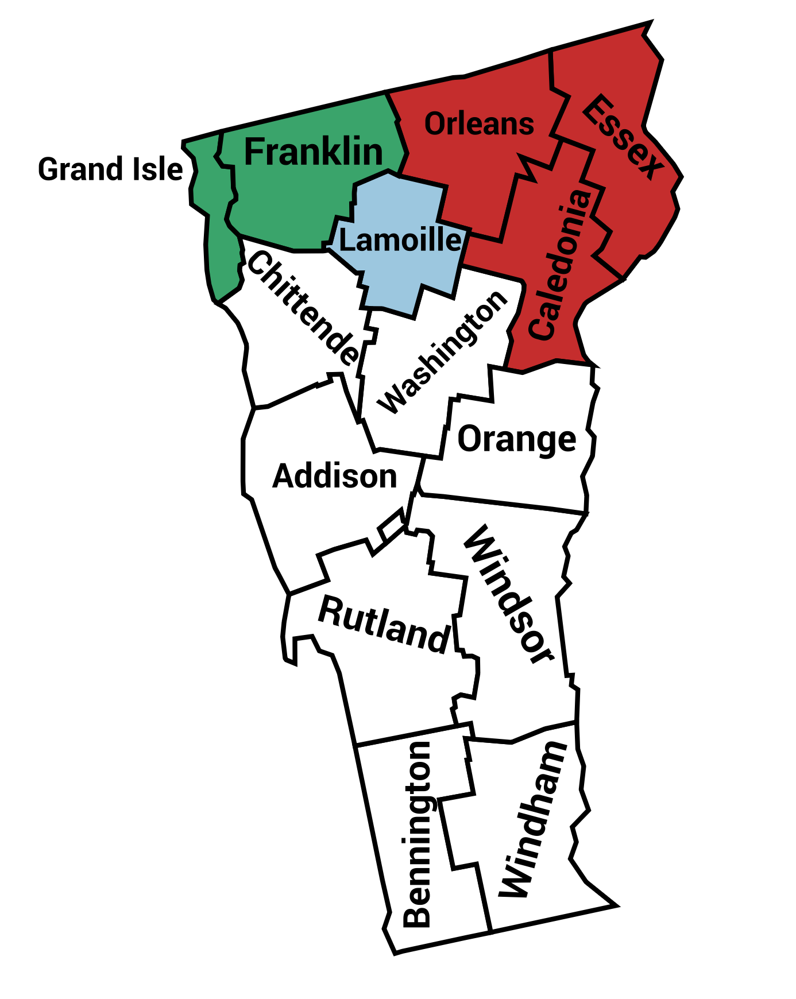 Essex
Orleans
Franklin
Grand Isle
Lamoille
Caledonia
Chittende
Washington
Orange
Addison
Windsor
Rutland
Bennington
Windham